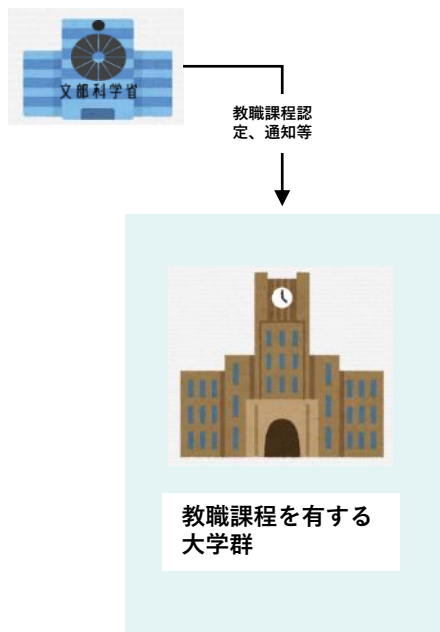 文部科学省
教職課程認
定、通知等
教職課程を有する
大学群